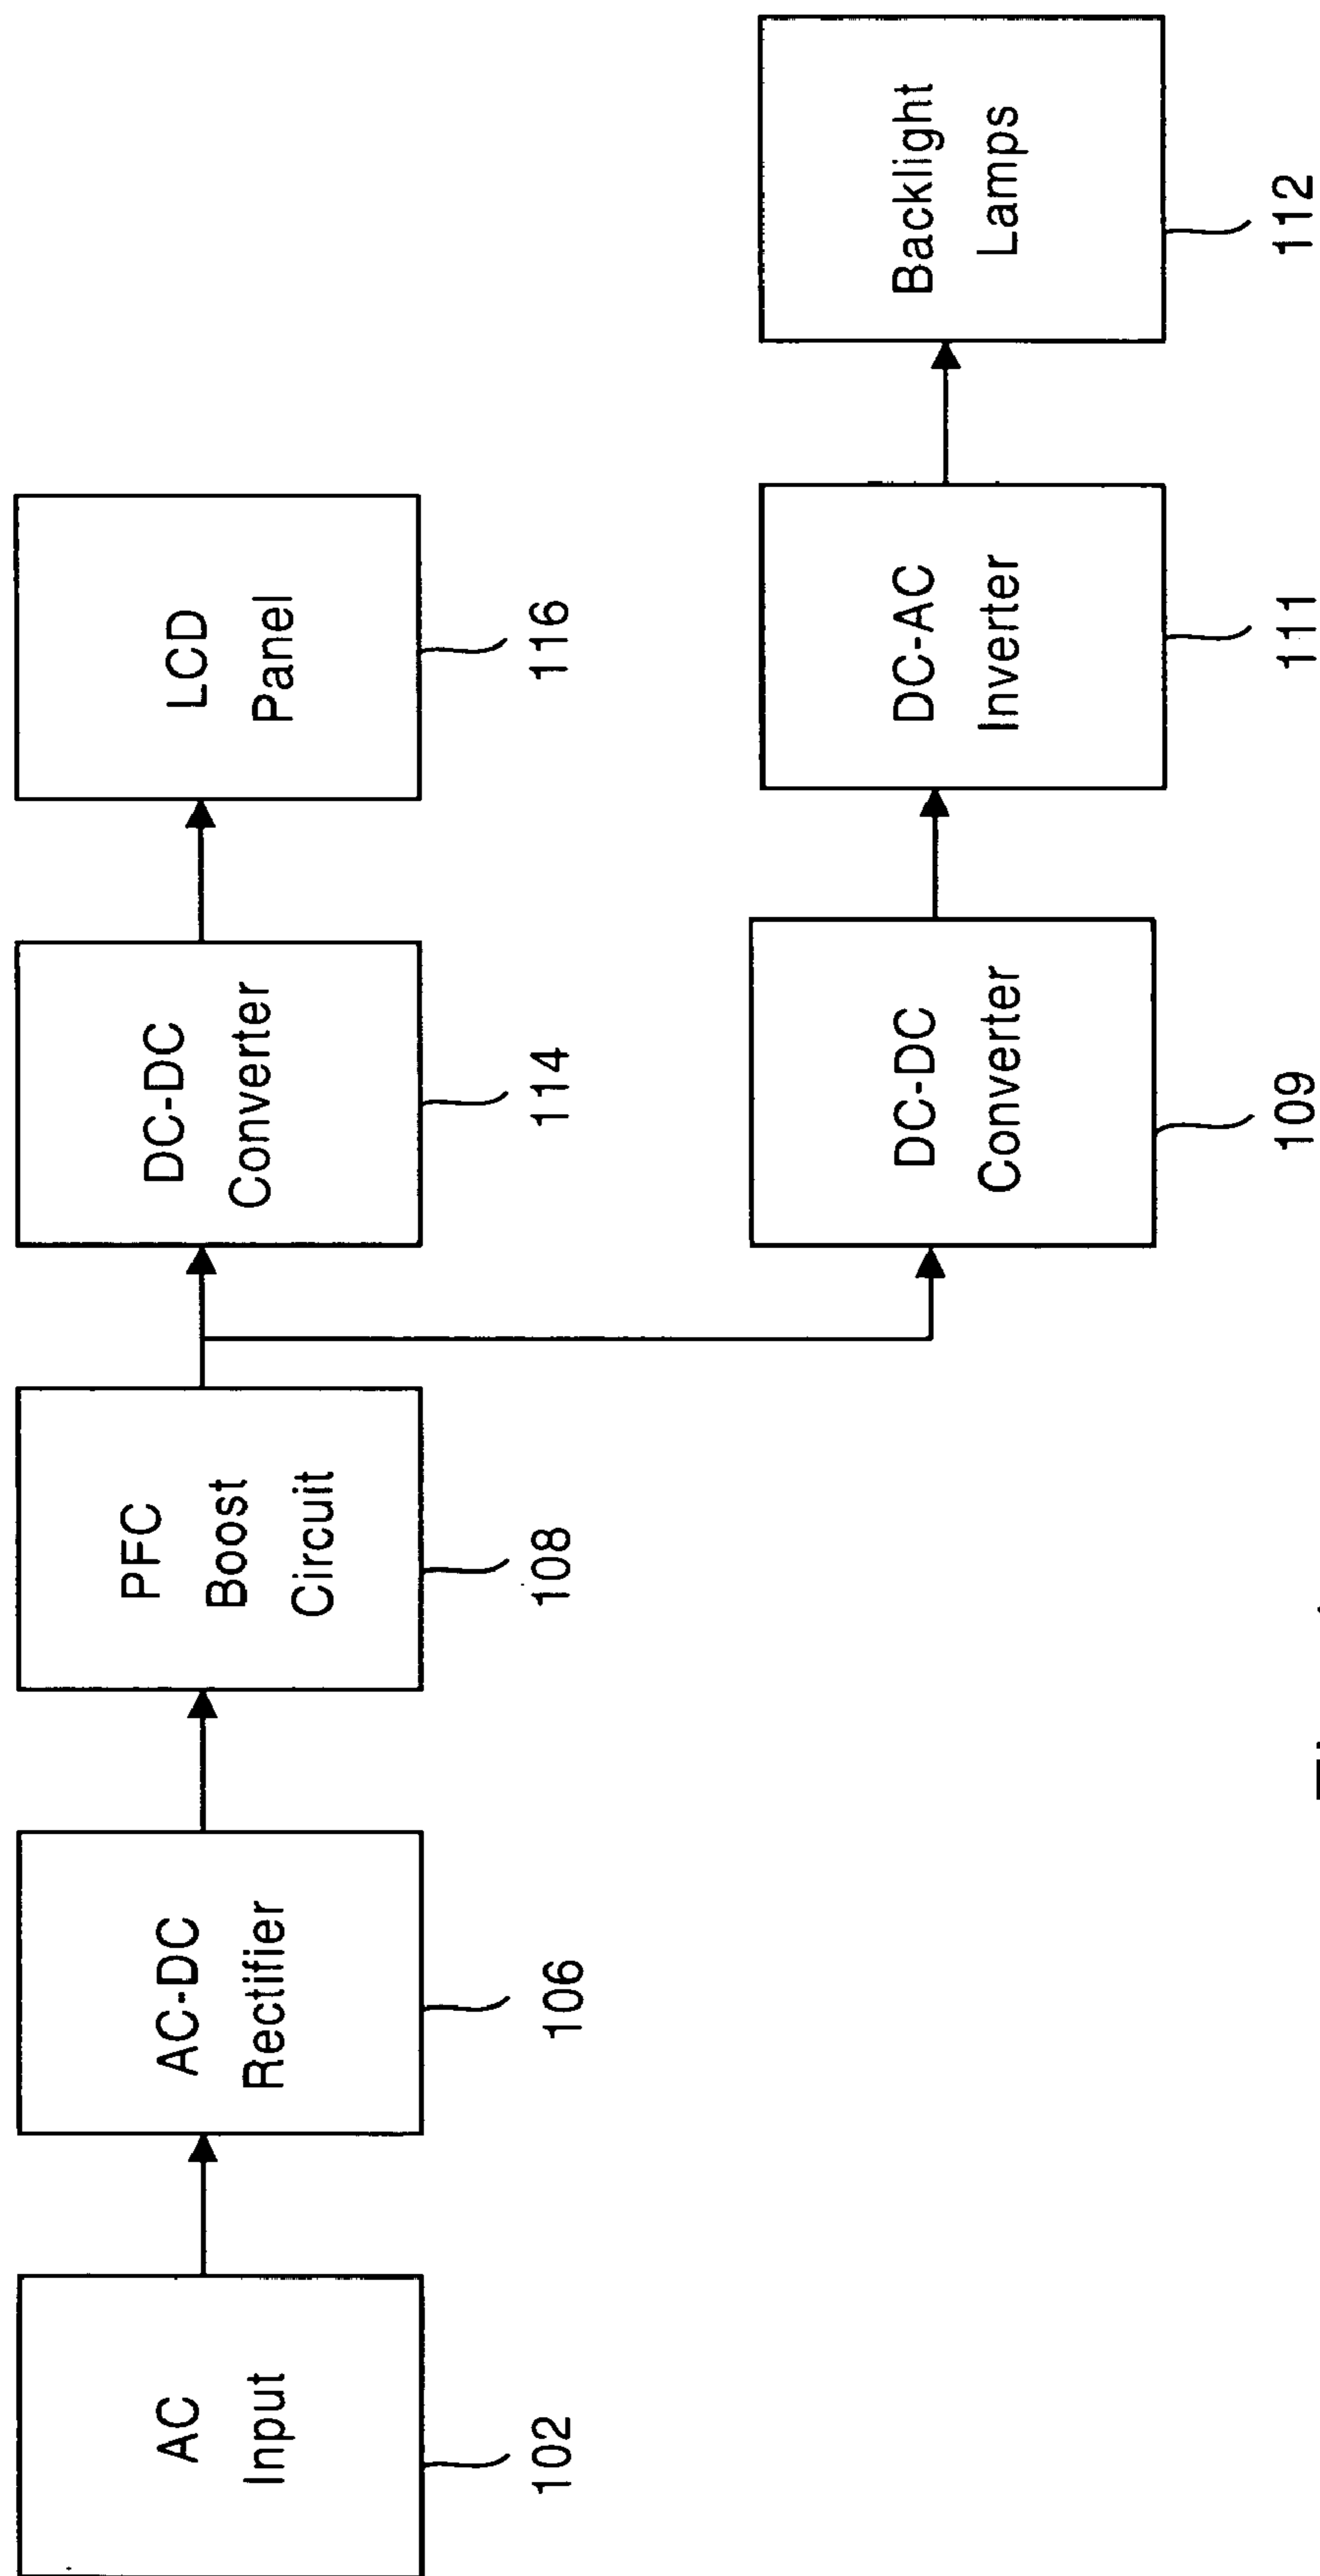 AC
Input
102
AC-DC
Rectifier
106
PFC
Boost
Circuit
108
DC-DC
Converter
114
LCD
Panel
116
DC-DC
Converter
109
DC-AC
Inverter
111
Backlight
Lamps
112